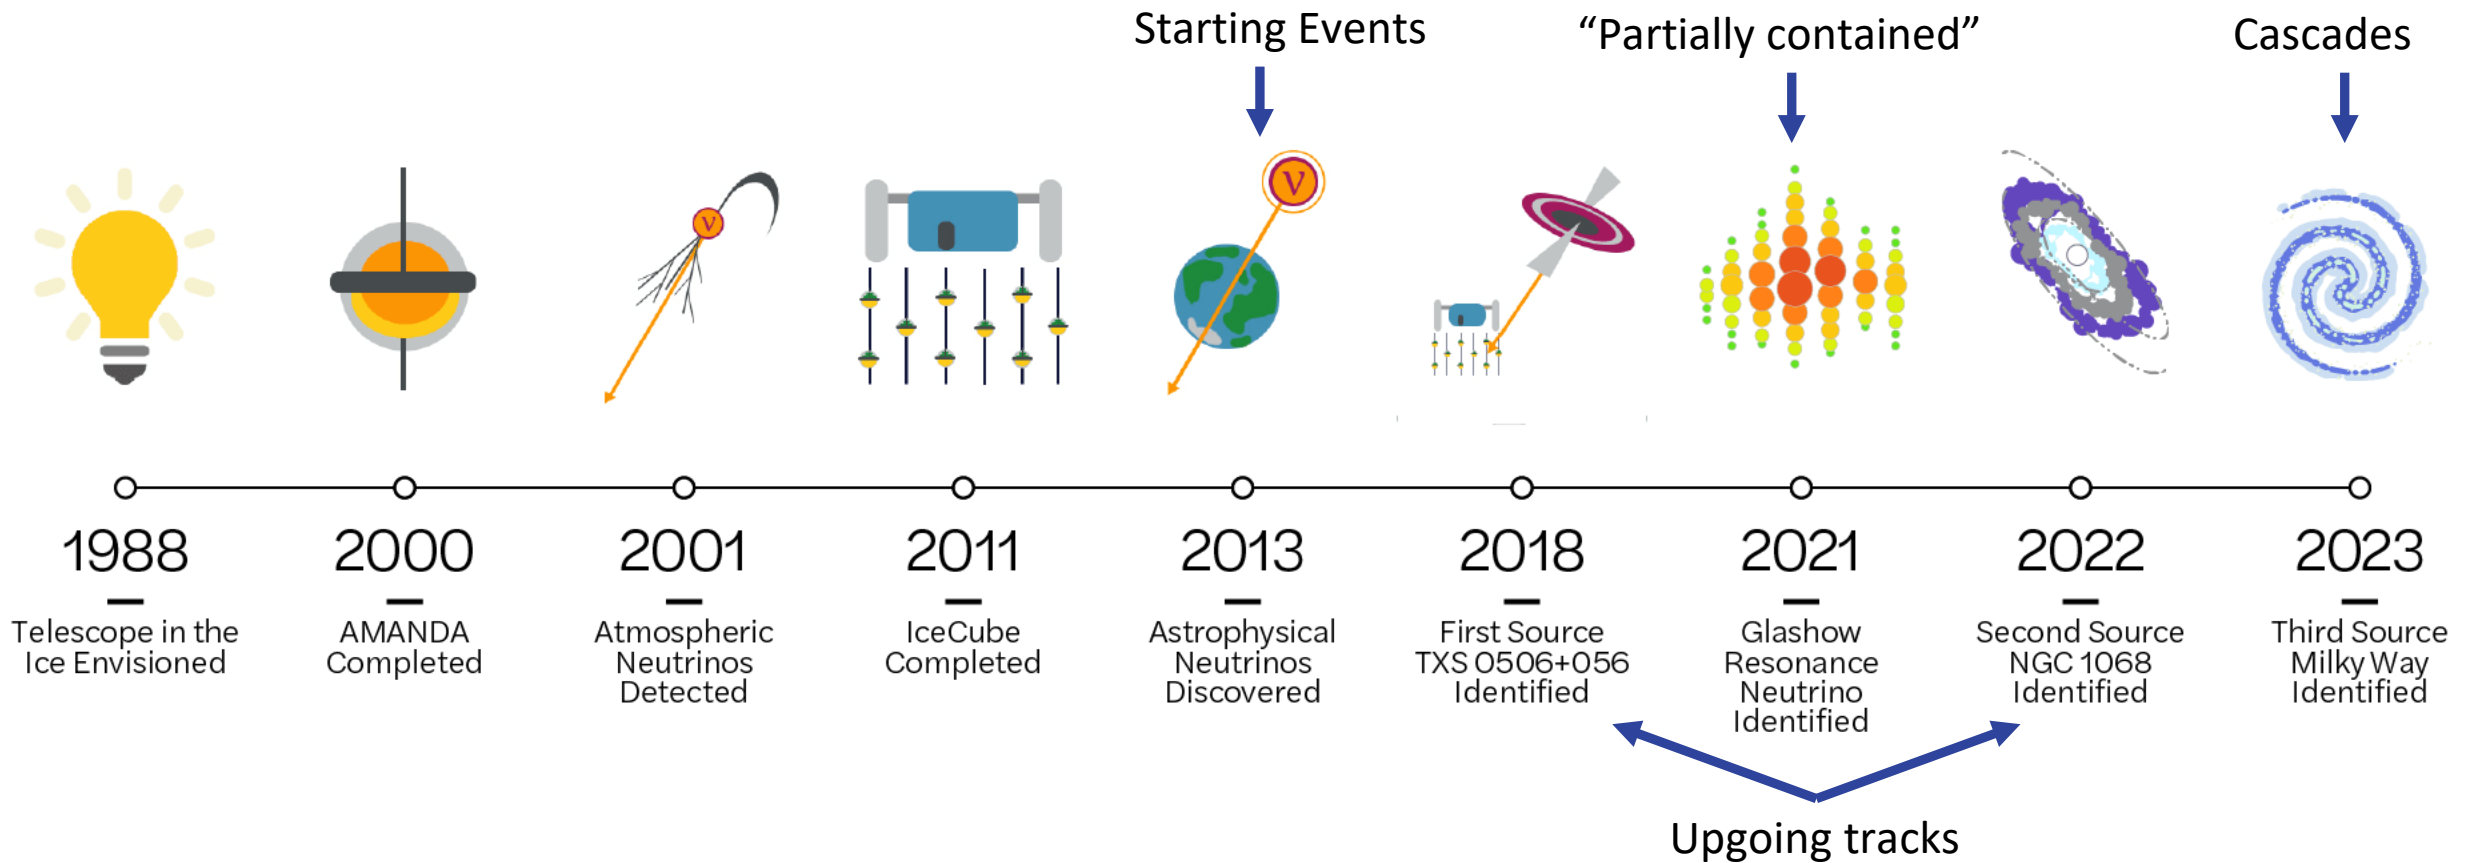 Starting Events
“Partially contained”
Cascades
ν
ν
1988
Telescope in the
Ice Envisioned
2000
AMANDA
Completed
2001
Atmospheric
Neutrinos
Detected
2011
IceCube
Completed
2013
Astrophysical
Neutrinos
Discovered
2018
First Source
TXS 0506+056
Identified
2021
Glashow
Resonance
Neutrino
Identified
2022
Second Source
NGC 1068
Identified
2023
Third Source
Milky Way
Identified
Upgoing tracks